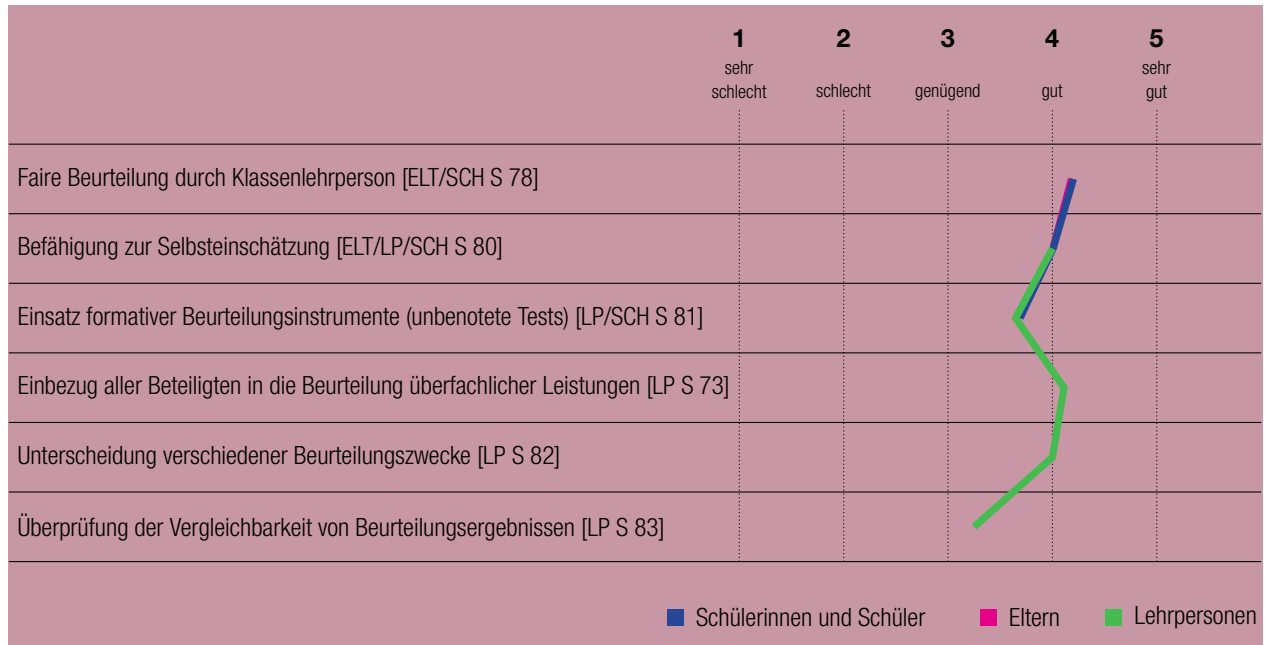 1 2 3 4 5
sehr schlecht schlecht genügend gut sehr gut
Faire Beurteilung durch Klassenlehrperson [ELT/SCH S 78]
Befähigung zur Selbsteinschätzung [ELT/LP/SCH S 80]
Einsatz formativer Beurteilungsinstrumente (unbenotete Tests) [LP/SCH S 81]
Einbezug aller Beteiligten in die Beurteilung überfachlicher Leistungen [LP S 73]
Unterscheidung verschiedener Beurteilungszwecke [LP S 82]
Überprüfung der Vergleichbarkeit von Beurteilungsergebnissen [LP S 83]
Schülerinnen und Schüler Eltern Lehrpersonen